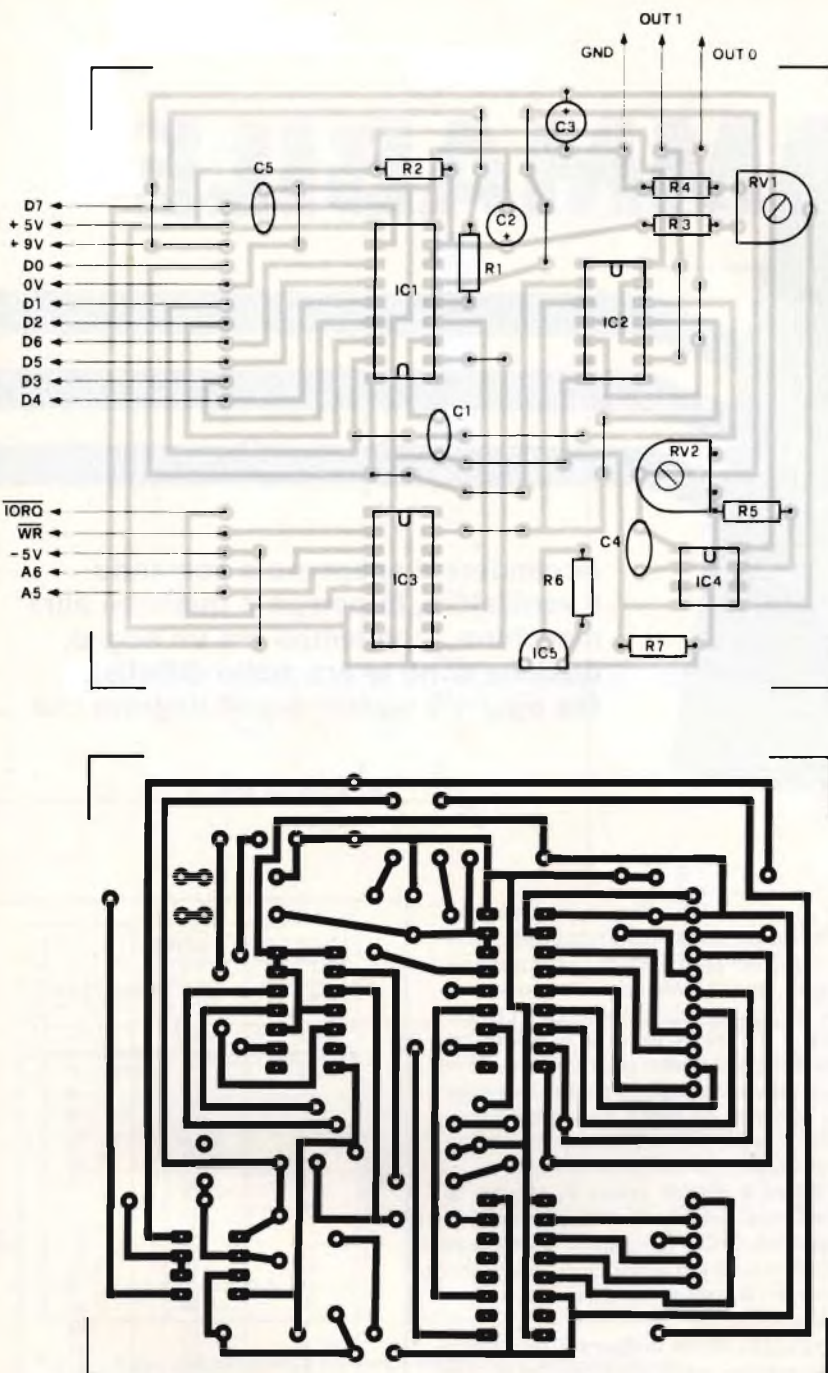 OUT 1
GND
OUT 0
C3
C5
R2
R4
RV1
D7
C2
R3
+ 5V
+ 9V
D0
R1
0V
IC1
D1
IC2
D2
D6
D5
D3
D4
C1
RV2
IORQ
R5
WR
C4
- 5V
IC3
R6
IC4
A6
A5
IC5
R7